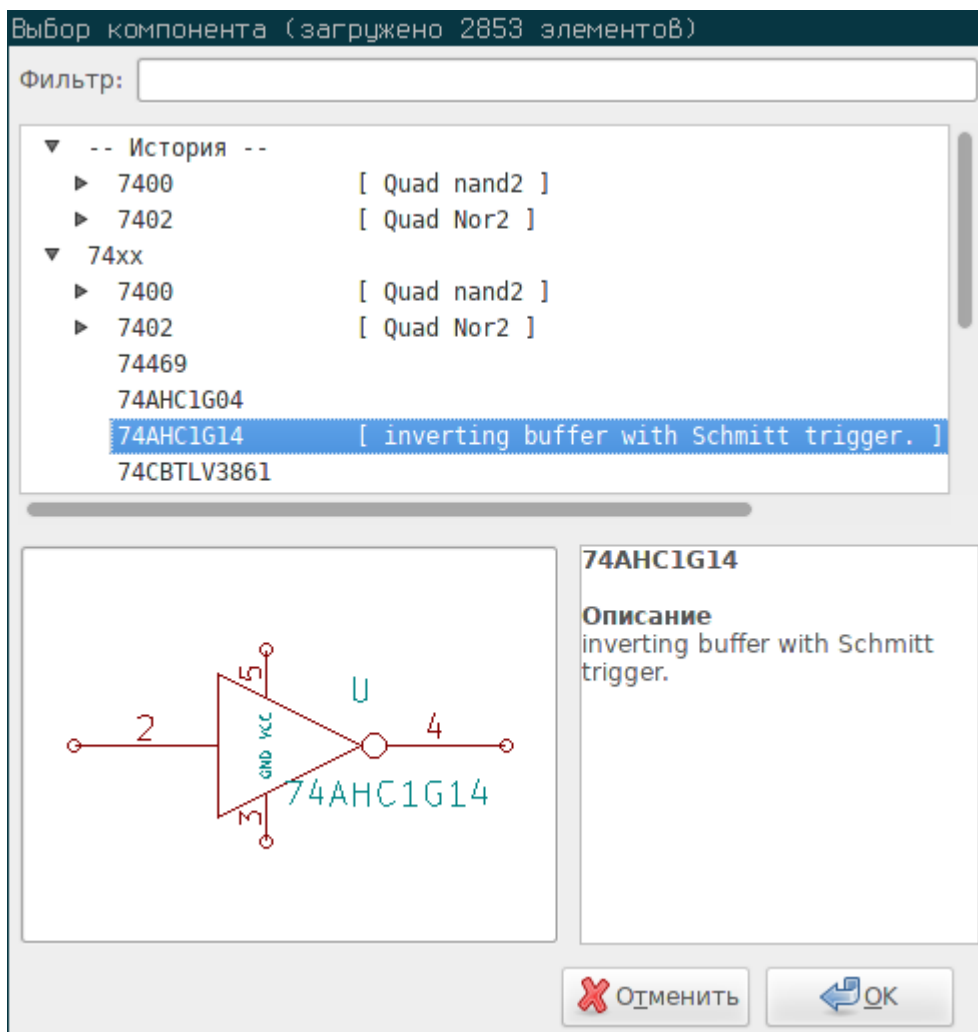 Выбор компонента (загружено 2853 элементов)
Фильтр:
-- История --
7400 [ Quad nand2 ]
7402 [ Quad Nor2 ]
74xx
7400 [ Quad nand2 ]
7402 [ Quad Nor2 ]
74469
74AHC1G04
74AHC1G14 [ inverting buffer with Schmitt trigger. ]
74CBTLV3861
5
U
2
GND VCC
4
74AHC1G14
3
74AHC1G14
Описание
inverting buffer with Schmitt
trigger.
Отменить
OK